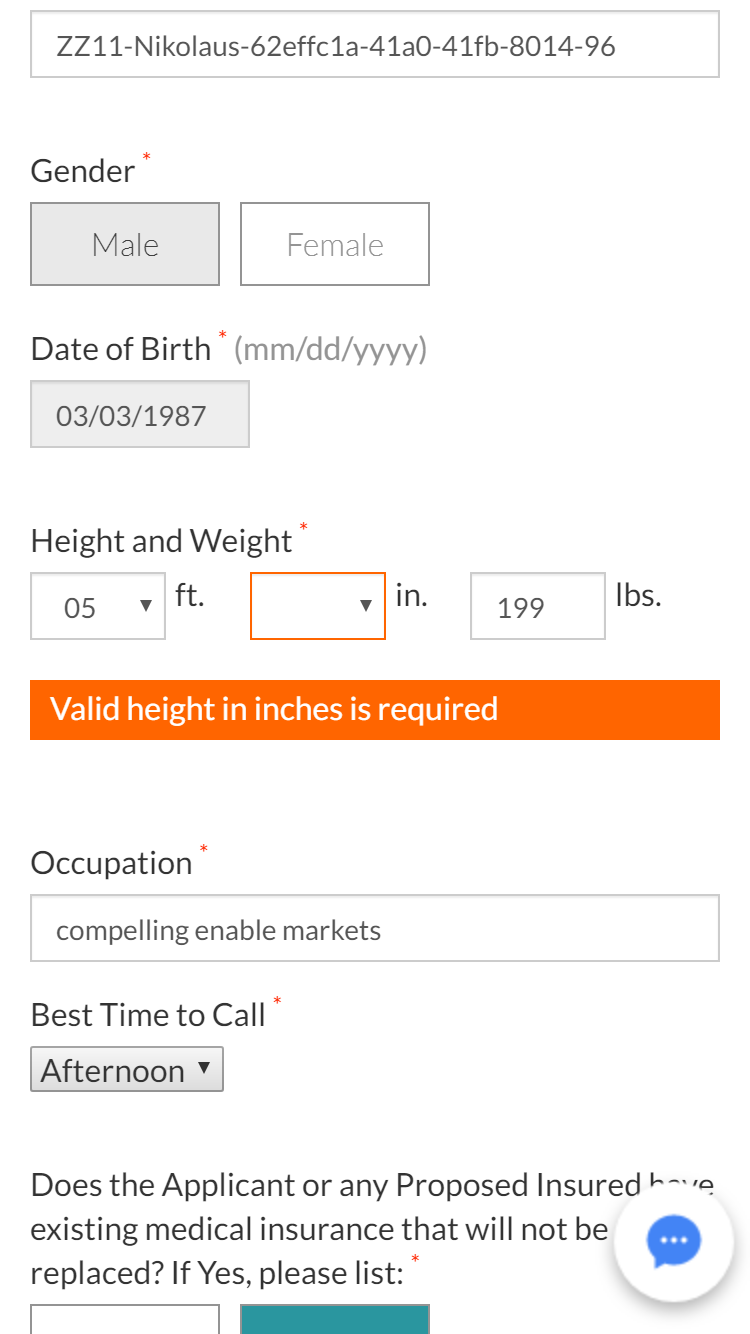 ZZ11-Nikolaus-62effc1a-41a0-41fb-8014-96
Gender *
Male Female
Date of Birth * (mm/dd/yyyy)
03/03/1987
Height and Weight *
05 ft. in. 199 lbs.
Valid height in inches is required
Occupation *
compelling enable markets
Best Time to Call *
Afternoon
Does the Applicant or any Proposed Insured have
existing medical insurance that will not be
replaced? If Yes, please list: *